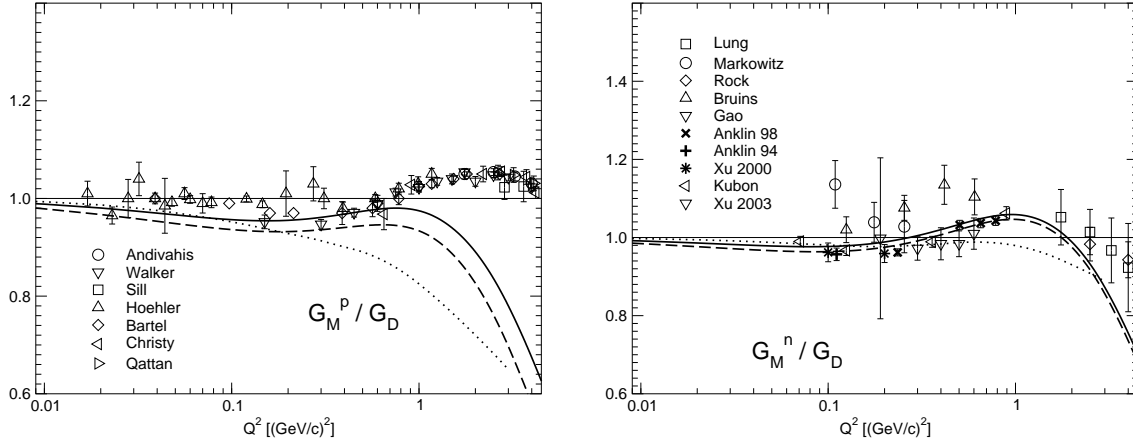 1.2
1.0
0.8
0.6
Andivahis
Walker
Sill
Hoehler
Bartel
Christy
Qattan
G_M^p / G_D
0.01 0.1 1
Q^2 [(GeV/c)^2]
1.4
1.2
1.0
0.8
0.6
Lung
Markowitz
Rock
Bruins
Gao
Anklin 98
Anklin 94
Xu 2000
Kubon
Xu 2003
G_M^n / G_D
0.01 0.1 1
Q^2 [(GeV/c)^2]